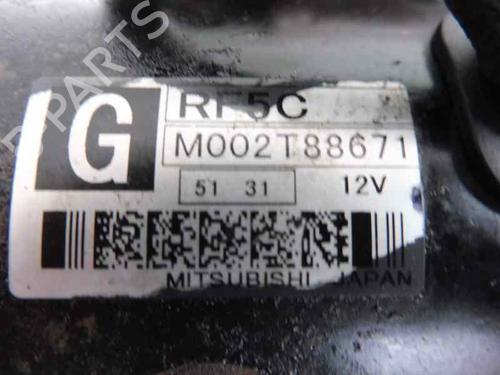 G
RF5C
M002T88671
51 31 12V
MITSUBISHI JAPAN